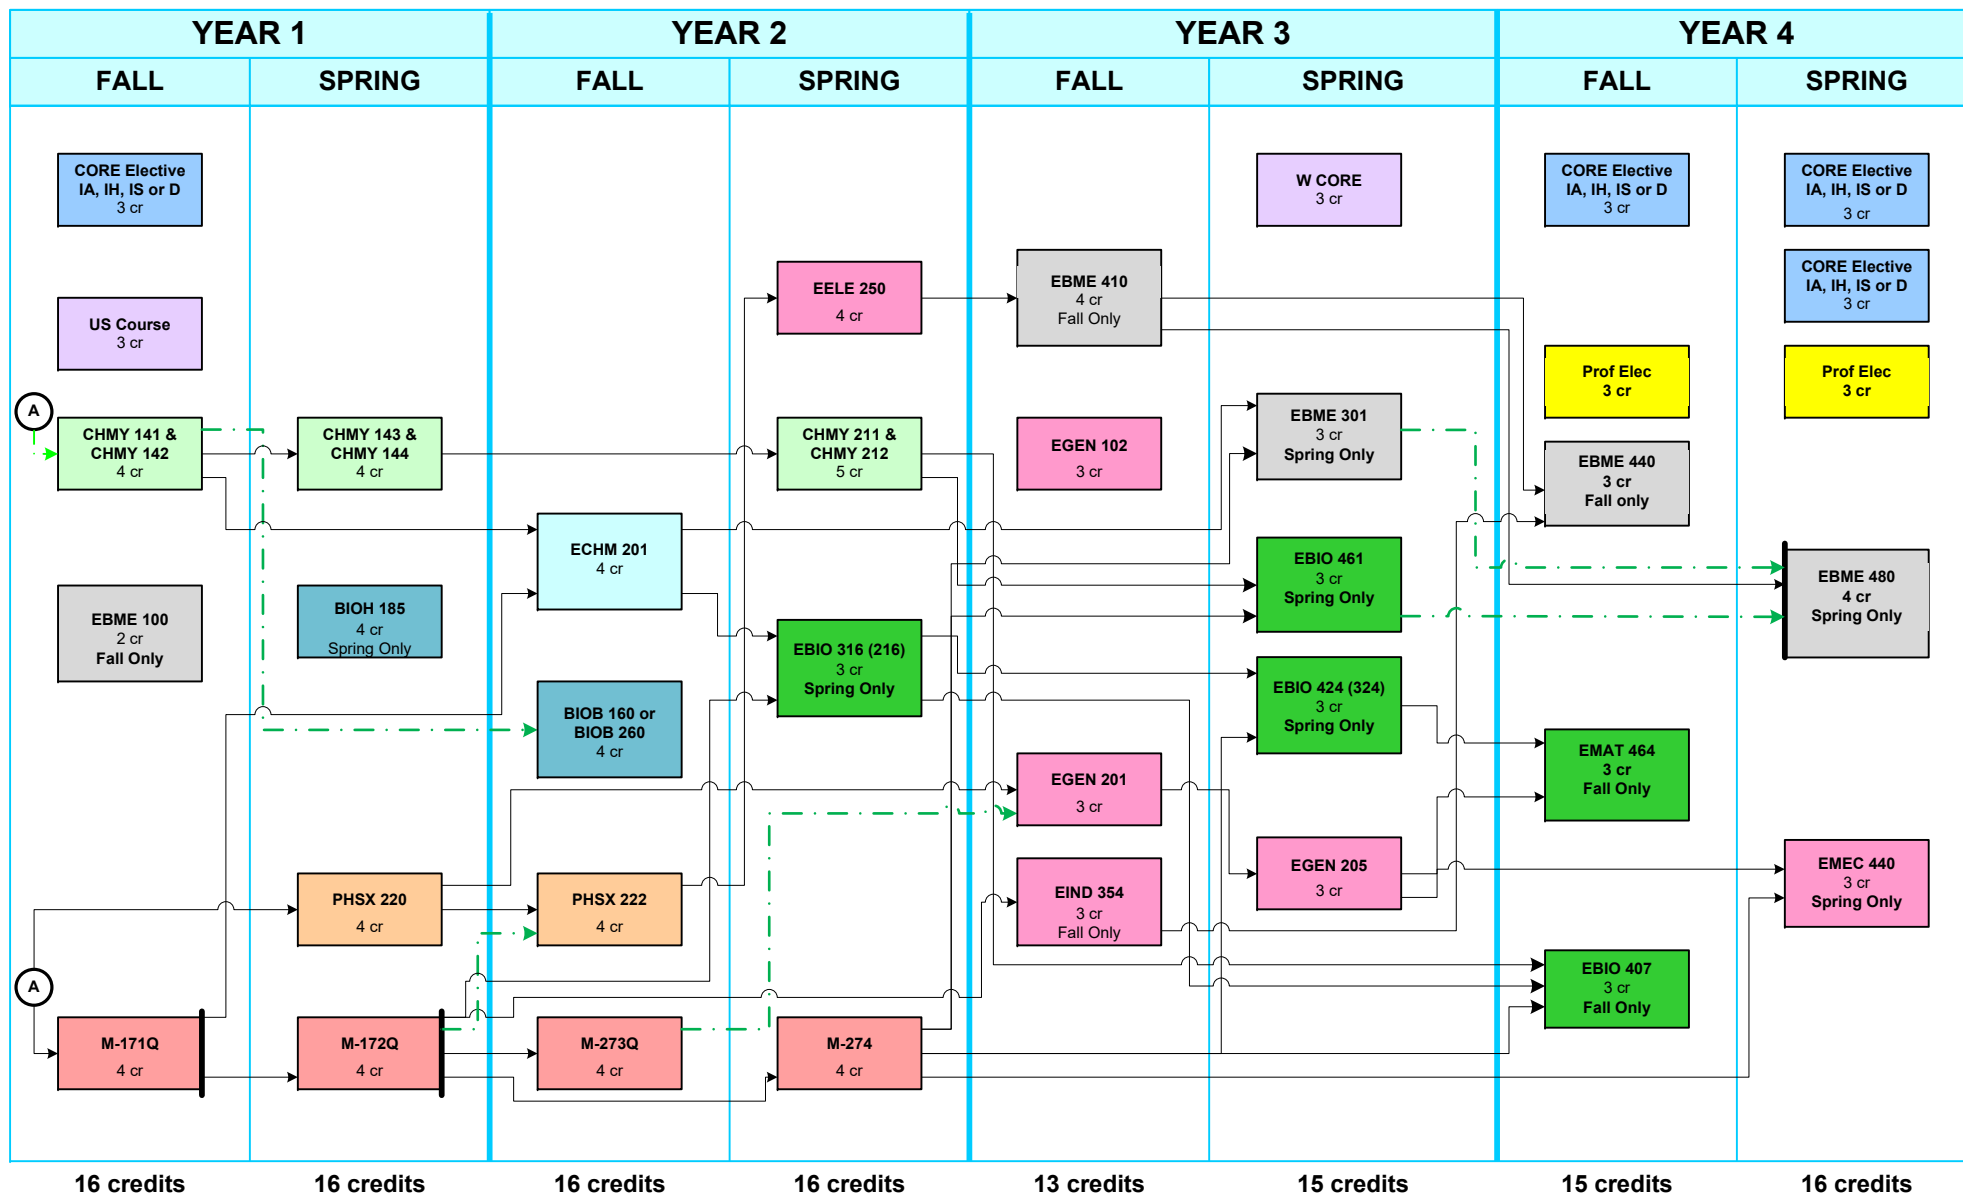 YEAR 1
YEAR 2
YEAR 3
YEAR 4
FALL
SPRING
FALL
SPRING
FALL
SPRING
FALL
SPRING
CORE Elective
IA, IH, IS or D
3 cr
US Course
3 cr
A
CHMY 141 &
CHMY 142
4 cr
EBME 100
2 cr
Fall Only
A
M-171Q
4 cr
CHMY 143 &
CHMY 144
4 cr
BIOH 185
4 cr
Spring Only
PHSX 220
4 cr
M-172Q
4 cr
ECHM 201
4 cr
BIOB 160 or
BIOB 260
4 cr
PHSX 222
4 cr
M-273Q
4 cr
EELE 250
4 cr
CHMY 211 &
CHMY 212
5 cr
EBIO 316 (216)
3 cr
Spring Only
M-274
4 cr
EBME 410
4 cr
Fall Only
EGEN 102
3 cr
EGEN 201
3 cr
EIND 354
3 cr
Fall Only
W CORE
3 cr
EBME 301
3 cr
Spring Only
EBIO 461
3 cr
Spring Only
EBIO 424 (324)
3 cr
Spring Only
EGEN 205
3 cr
CORE Elective
IA, IH, IS or D
3 cr
Prof Elec
3 cr
EBME 440
3 cr
Fall only
EMAT 464
3 cr
Fall Only
EBIO 407
3 cr
Fall Only
CORE Elective
IA, IH, IS or D
3 cr
CORE Elective
IA, IH, IS or D
3 cr
Prof Elec
3 cr
EBME 480
4 cr
Spring Only
EMEC 440
3 cr
Spring Only
16 credits
16 credits
16 credits
16 credits
13 credits
15 credits
15 credits
16 credits